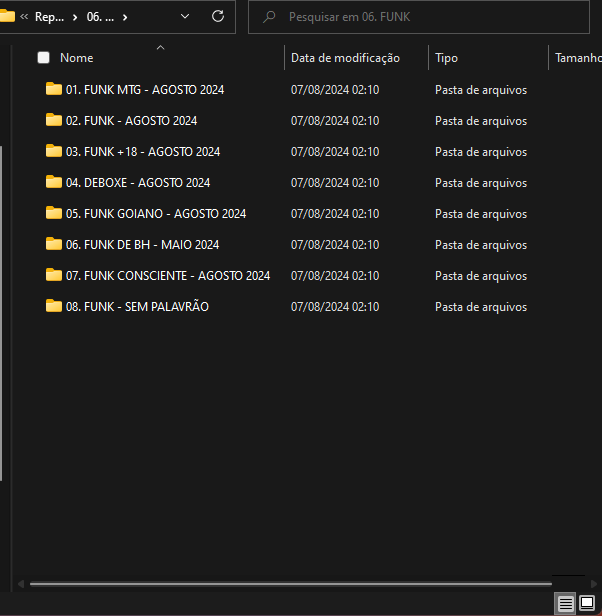 Rep... > 06. ... >
Pesquisar em 06. FUNK
Nome Data de modificação Tipo Tamanho
01. FUNK MTG - AGOSTO 2024 07/08/2024 02:10 Pasta de arquivos
02. FUNK - AGOSTO 2024 07/08/2024 02:10 Pasta de arquivos
03. FUNK +18 - AGOSTO 2024 07/08/2024 02:10 Pasta de arquivos
04. DEBOXE - AGOSTO 2024 07/08/2024 02:10 Pasta de arquivos
05. FUNK GOIANO - AGOSTO 2024 07/08/2024 02:10 Pasta de arquivos
06. FUNK DE BH - MAIO 2024 07/08/2024 02:10 Pasta de arquivos
07. FUNK CONSCIENTE - AGOSTO 2024 07/08/2024 02:10 Pasta de arquivos
08. FUNK - SEM PALAVRÃO 07/08/2024 02:10 Pasta de arquivos